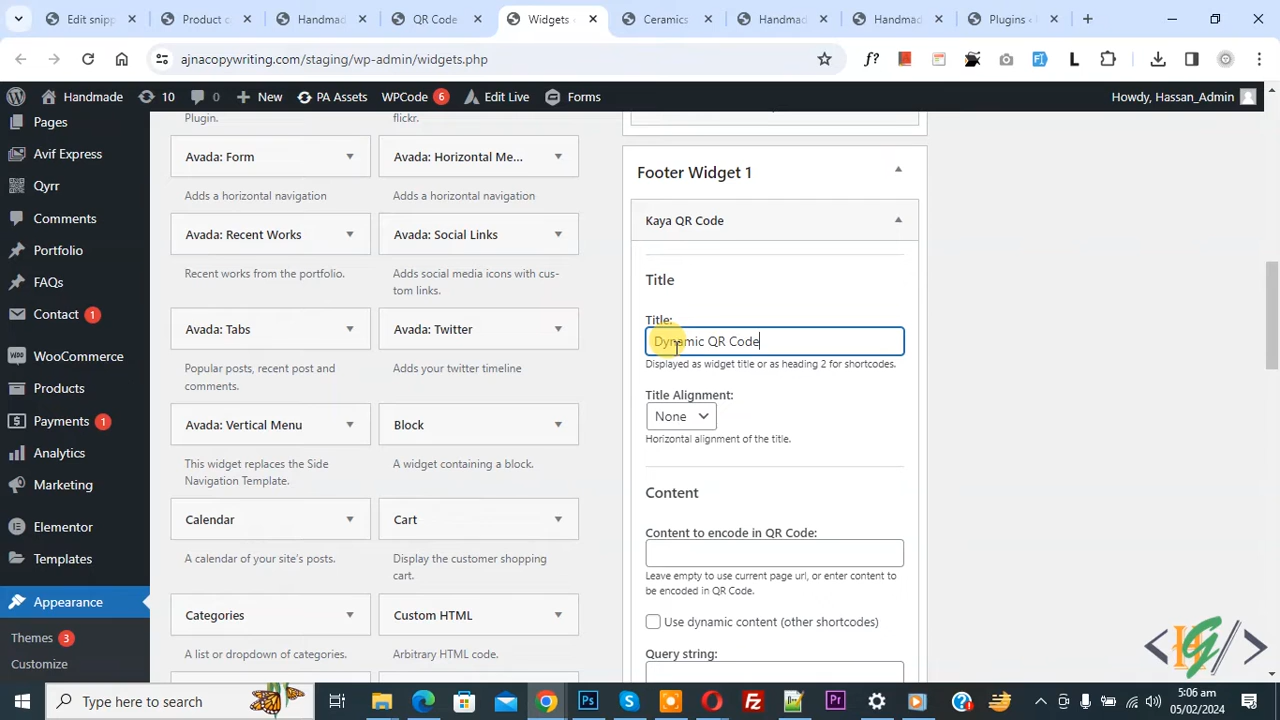 Edit snipp
Product c
Handmad
QR Code
Widgets
Ceramics
Handmad
Handmad
Plugins
ajncopywriting.com/staging/wp-admin/widgets.php
Handmade
10
0
New
PA Assets
WPCode 6
Edit Live
Forms
Howdy, Hassan_Admin
Pages
Avif Express
Qyrr
Comments
Portfolio
FAQs
Contact 1
WooCommerce
Products
Payments 1
Analytics
Marketing
Elementor
Templates
Appearance
Themes 3
Customize
Plugin.
flickr.
Avada: Form
Avada: Horizontal Me...
Adds a horizontal navigation
Adds a horizontal navigation
Avada: Recent Works
Avada: Social Links
Recent works from the portfolio.
Adds social media icons with cus-
tom links.
Avada: Tabs
Avada: Twitter
Popular posts, recent post and
comments.
Adds your twitter timeline
Avada: Vertical Menu
Block
This widget replaces the Side
Navigation Template.
A widget containing a block.
Calendar
Cart
A calendar of your site's posts.
Display the customer shopping
cart.
Categories
Custom HTML
A list or dropdown of categories.
Arbitrary HTML code.
Footer Widget 1
Kaya QR Code
Title
Title:
Dynamic QR Code
Displayed as widget title or as heading 2 for shortcodes.
Title Alignment:
None
Horizontal alignment of the title.
Content
Content to encode in QR Code:
Leave empty to use current page url, or enter content to
be encoded in QR Code.
Use dynamic content (other shortcodes)
Query string:
Type here to search
5:06 am
05/02/2024